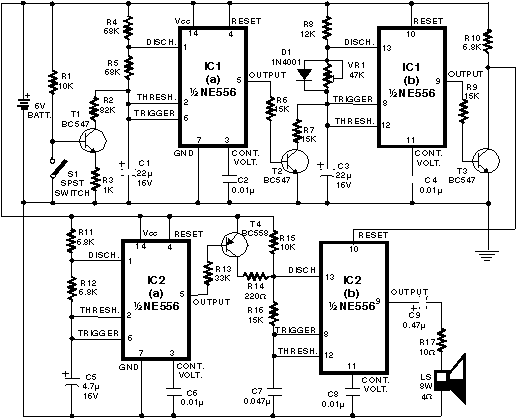 R4
68K
Vcc
RESET
14
4
DISCH.
1
IC1
(a)
½NE556
R5
68K
R1
10K
6V
BATT.
R2
82K
T1
BC547
THRESH.
2
TRIGGER
6
5
OUTPUT
S1
SPST
SWITCH
R3
1K
C1
22µ
16V
7
GND
3
CONT.
VOLT.
C2
0.01µ
R6
15K
T2
BC547
R8
12K
D1
1N4001
VR1
47K
R7
15K
C3
22µ
16V
RESET
10
DISCH.
13
IC1
(b)
½NE556
THRESH.
TRIGGER
8
12
9
OUTPUT
11
CONT.
VOLT.
C4
0.01µ
R10
6.8K
R9
15K
T3
BC547
R11
6.8K
Vcc
RESET
14
4
DISCH.
1
IC2
(a)
½NE556
R12
6.8K
THRESH.
2
TRIGGER
6
5
OUTPUT
R13
33K
T4
BC558
R15
10K
R14
220Ω
R16
15K
C5
4.7µ
16V
7
GND
3
CONT.
VOLT.
C6
0.01µ
C7
0.047µ
RESET
10
DISCH
13
IC2
(b)
½NE556
TRIGGER
8
THRESH.
12
9
OUTPUT
11
CONT.
VOLT.
C8
0.01µ
C9
0.47µ
R17
10Ω
LS
8W
4Ω